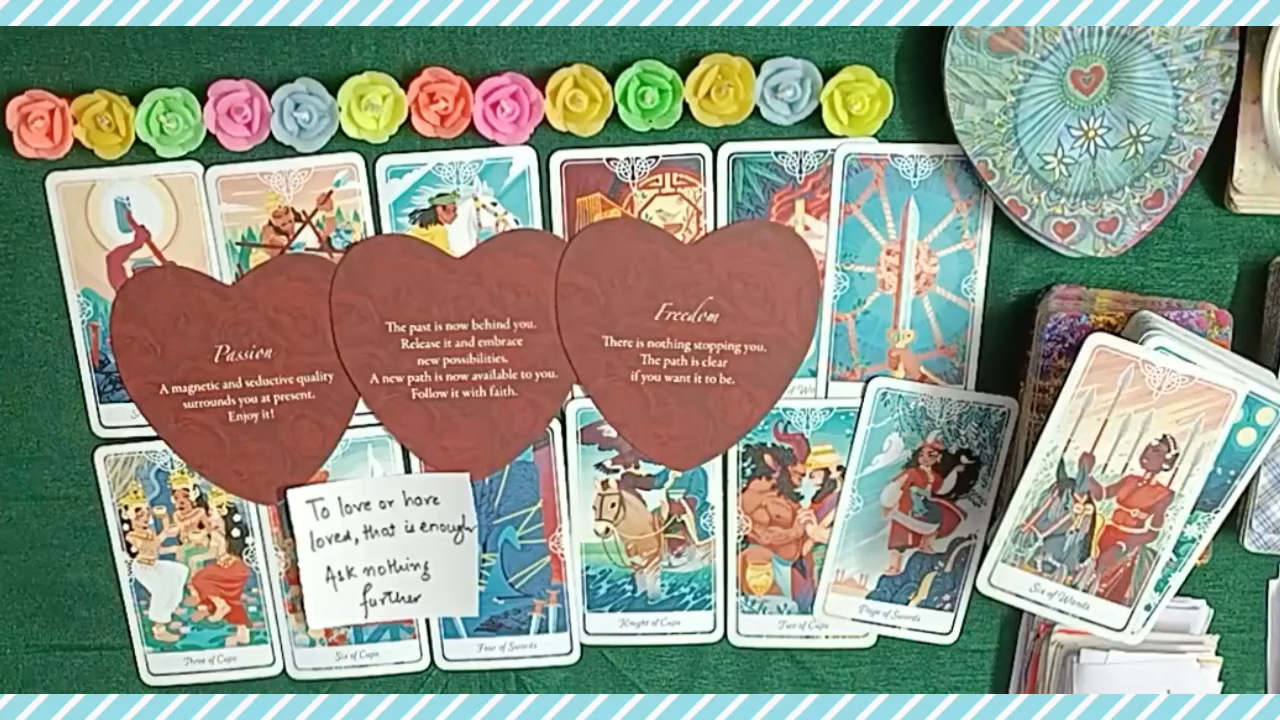 Passion
A magnetic and seductive quality
surrounds you at present.
Enjoy it!
The past is now behind you.
Release it and embrace
new possibilities.
A new path is now available to you.
Follow it with faith.
Freedom
There is nothing stopping you.
The path is clear
if you want it to be.
To love or have
loved, that is enough
Ask nothing
further
Three of Cups
Six of Cups
Four of Swords
Knight of Cups
Two of Cups
Page of Swords
Six of Wands